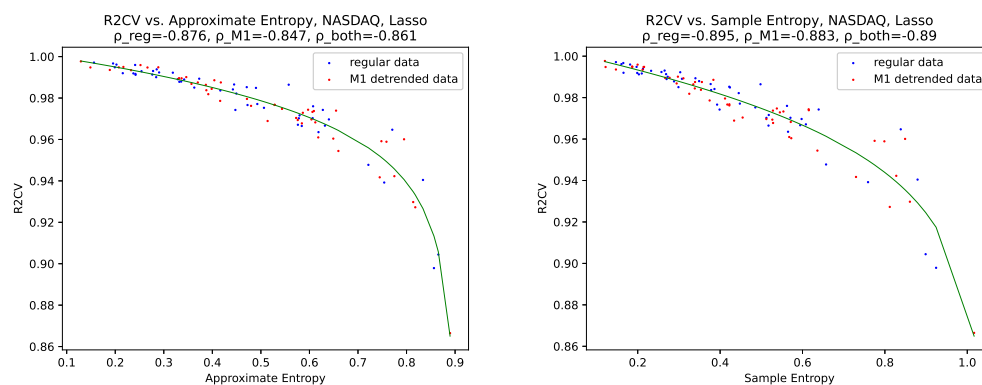 R2CV vs. Approximate Entropy, NASDAQ, Lasso
ρ_reg=-0.876, ρ_M1=-0.847, ρ_both=-0.861
regular data
M1 detrended data
R2CV
1.00
0.98
0.96
0.94
0.92
0.90
0.88
0.86
0.1 0.2 0.3 0.4 0.5 0.6 0.7 0.8 0.9
Approximate Entropy
R2CV vs. Sample Entropy, NASDAQ, Lasso
ρ_reg=-0.895, ρ_M1=-0.883, ρ_both=-0.89
regular data
M1 detrended data
R2CV
1.00
0.98
0.96
0.94
0.92
0.90
0.88
0.86
0.2 0.4 0.6 0.8 1.0
Sample Entropy